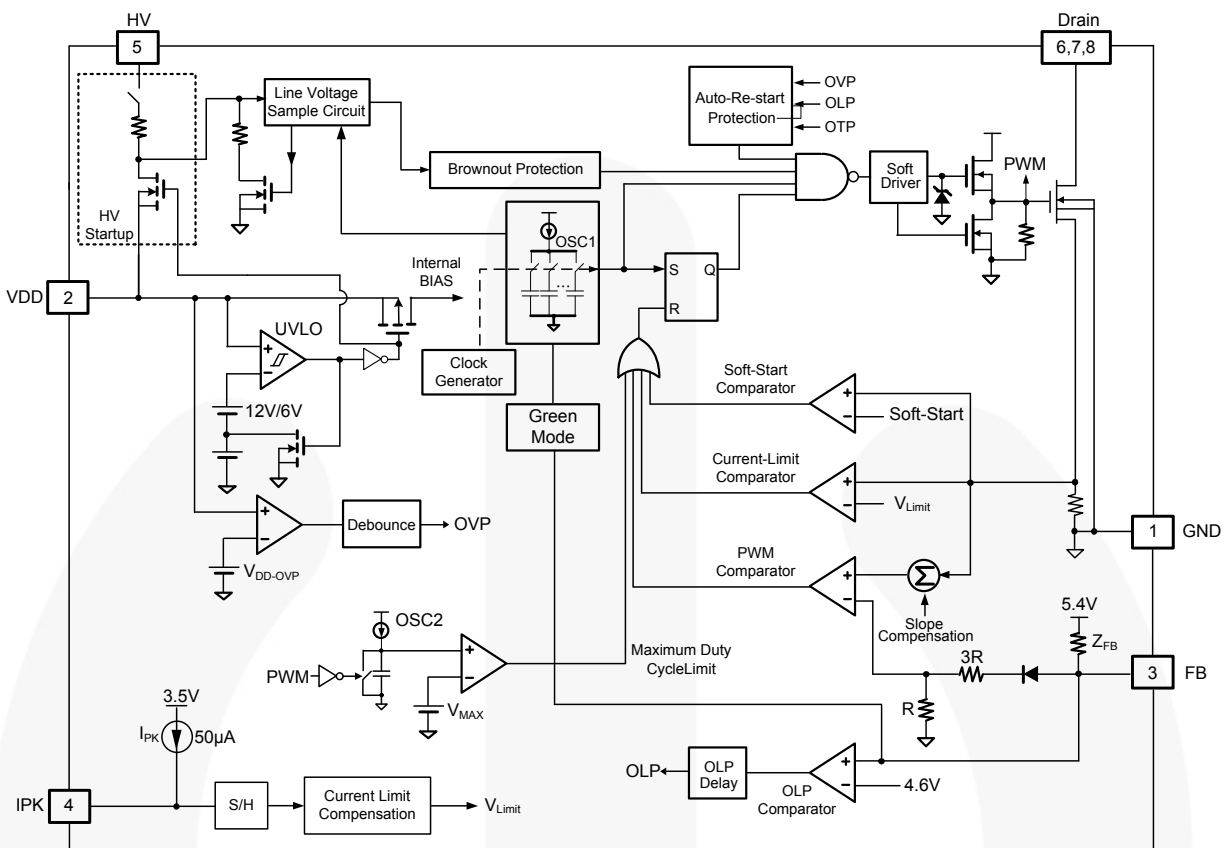 HV
5
Drain
6,7,8
Line Voltage
Sample Circuit
Auto-Re-start
Protection
OVP
OLP
OTP
Brownout Protection
Soft
Driver
PWM
HV
Startup
OSC1
S
Q
R
Internal
BIAS
VDD
2
UVLO
+
−
12V/6V
Clock
Generator
Green
Mode
Soft-Start
Comparator
+
−
Soft-Start
Current-Limit
Comparator
+
−
VLimit
1
GND
+
−
Debounce
OVP
VDD-OVP
PWM
Comparator
+
−
Σ
Slope
Compensation
5.4V
ZFB
3
FB
3R
R
OSC2
PWM
+
−
VMAX
Maximum Duty
CycleLimit
3.5V
IPK
50μA
OLP
OLP
Delay
+
−
4.6V
OLP
Comparator
IPK
4
S/H
Current Limit
Compensation
VLimit